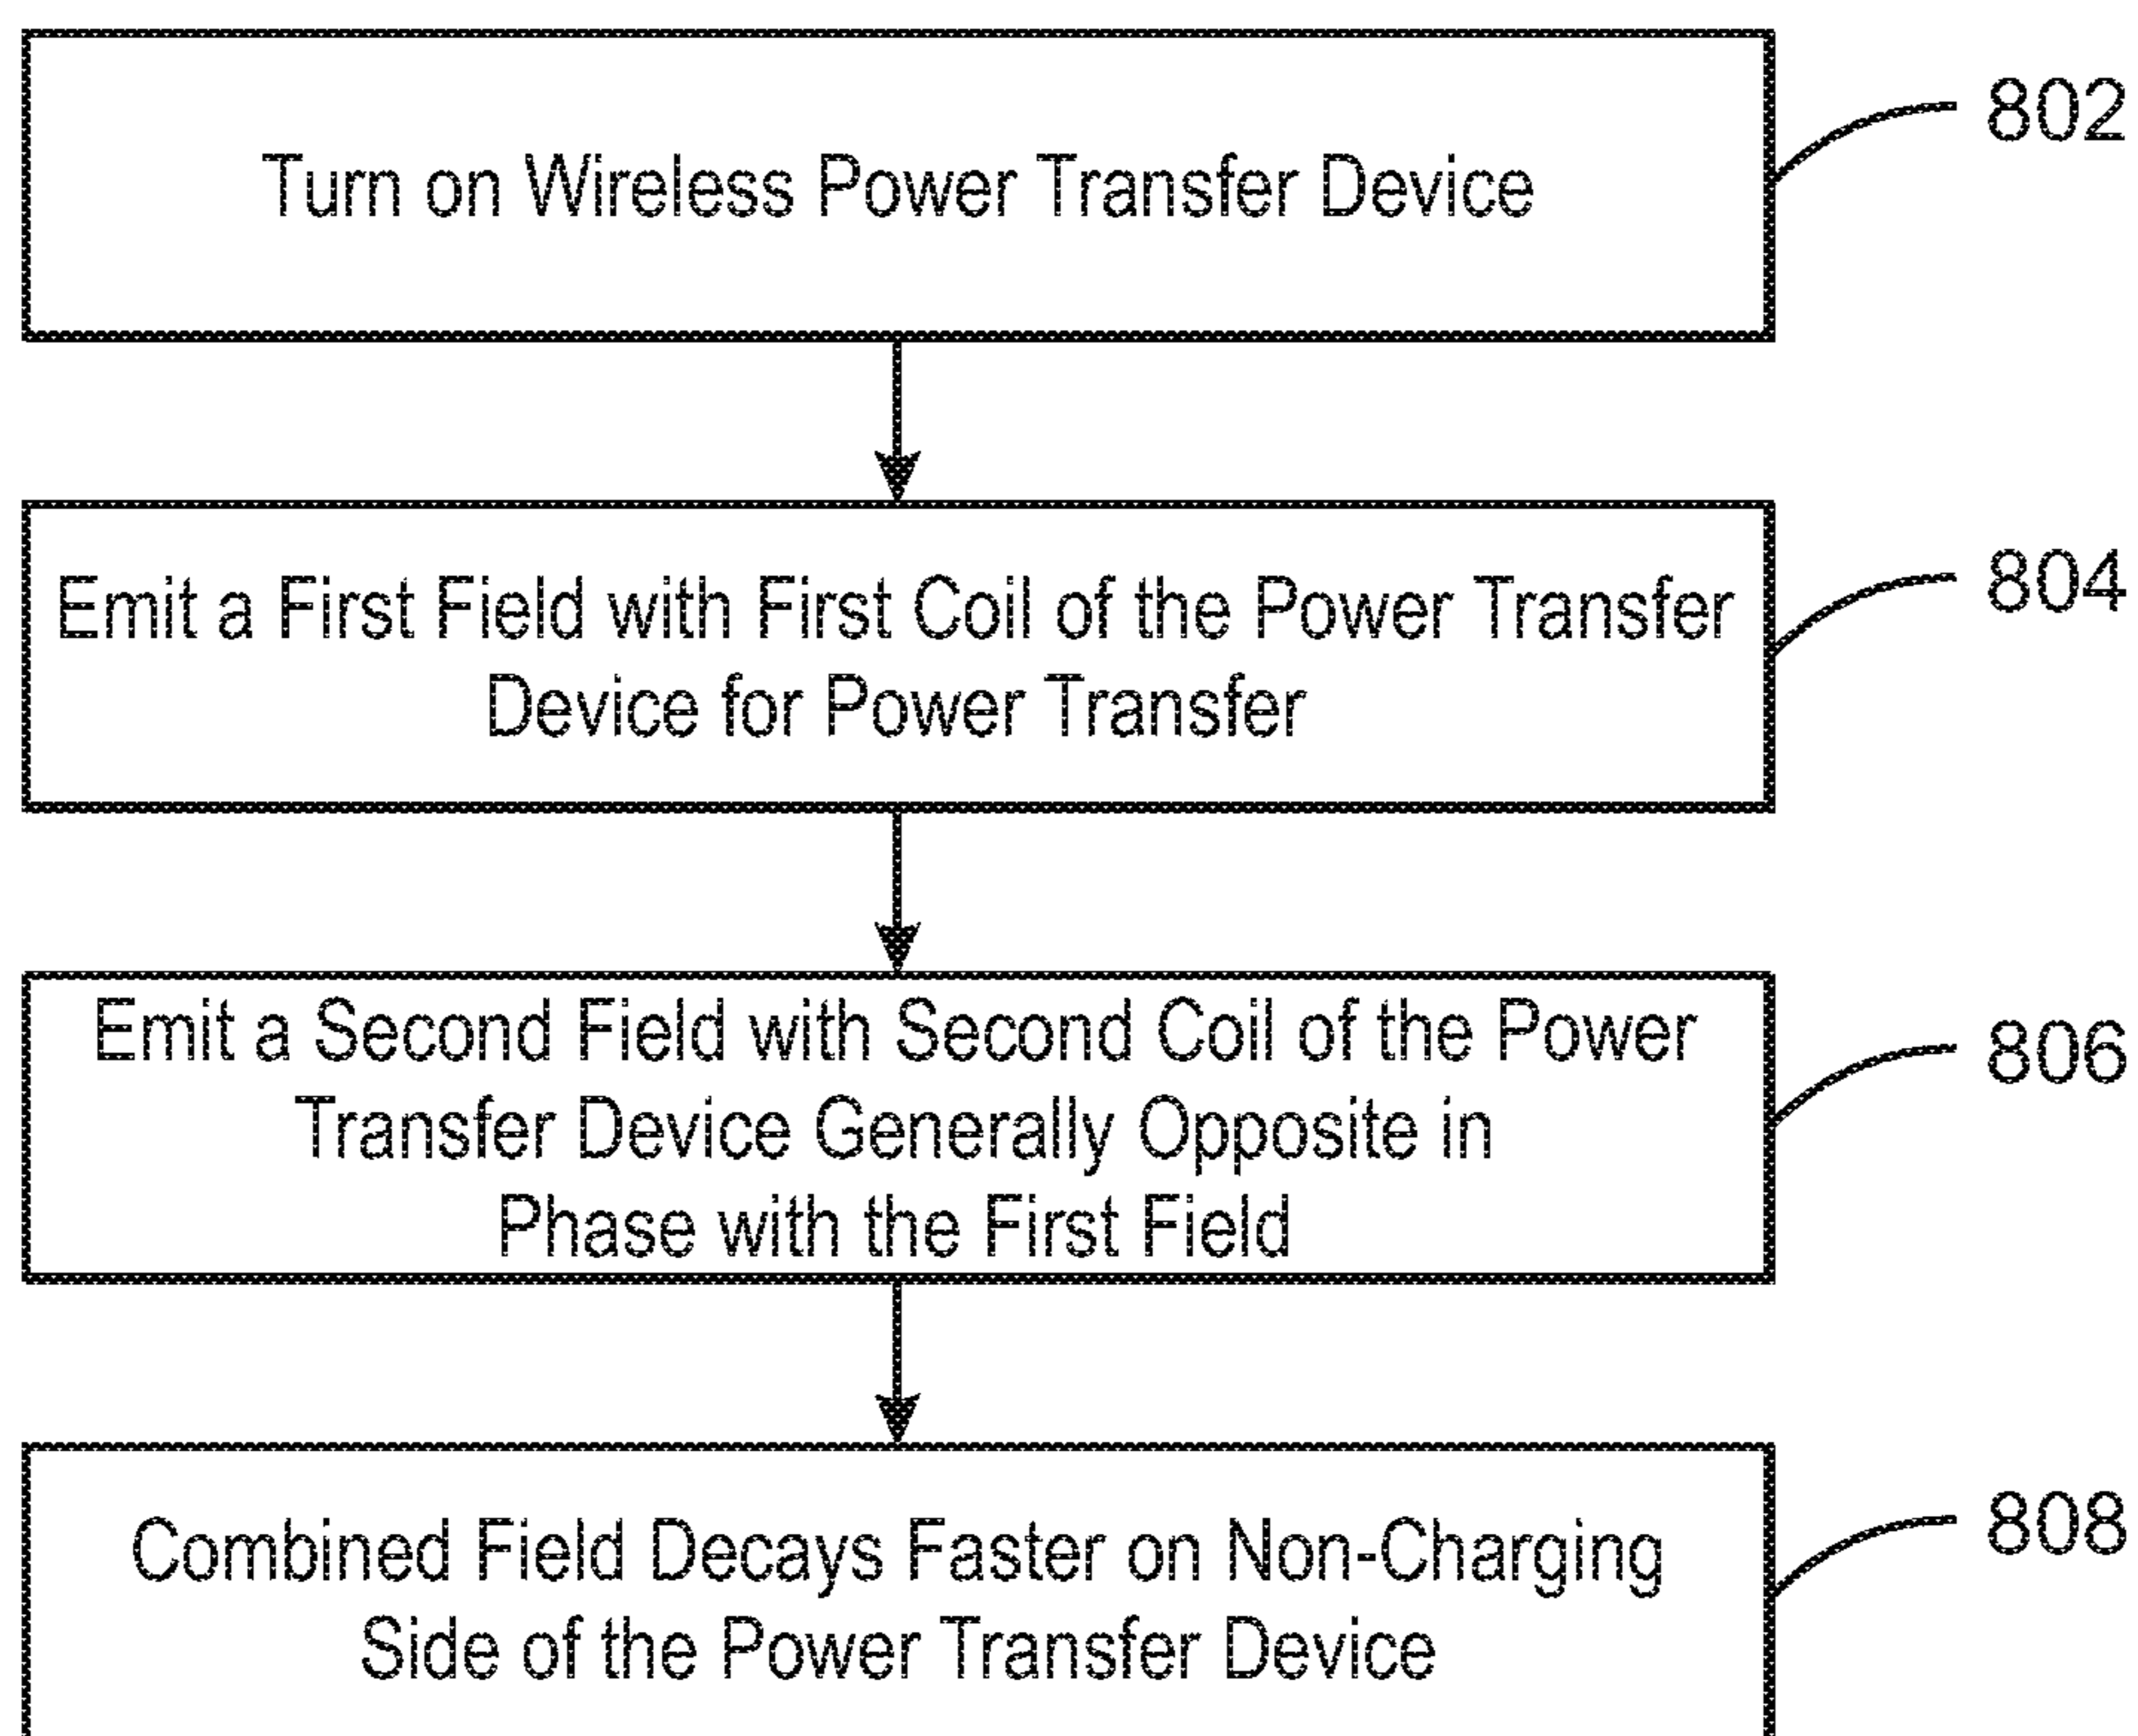 Turn on Wireless Power Transfer Device
802
Emit a First Field with First Coil of the Power Transfer
Device for Power Transfer
804
Emit a Second Field with Second Coil of the Power
Transfer Device Generally Opposite in
Phase with the First Field
806
Combined Field Decays Faster on Non-Charging
Side of the Power Transfer Device
808